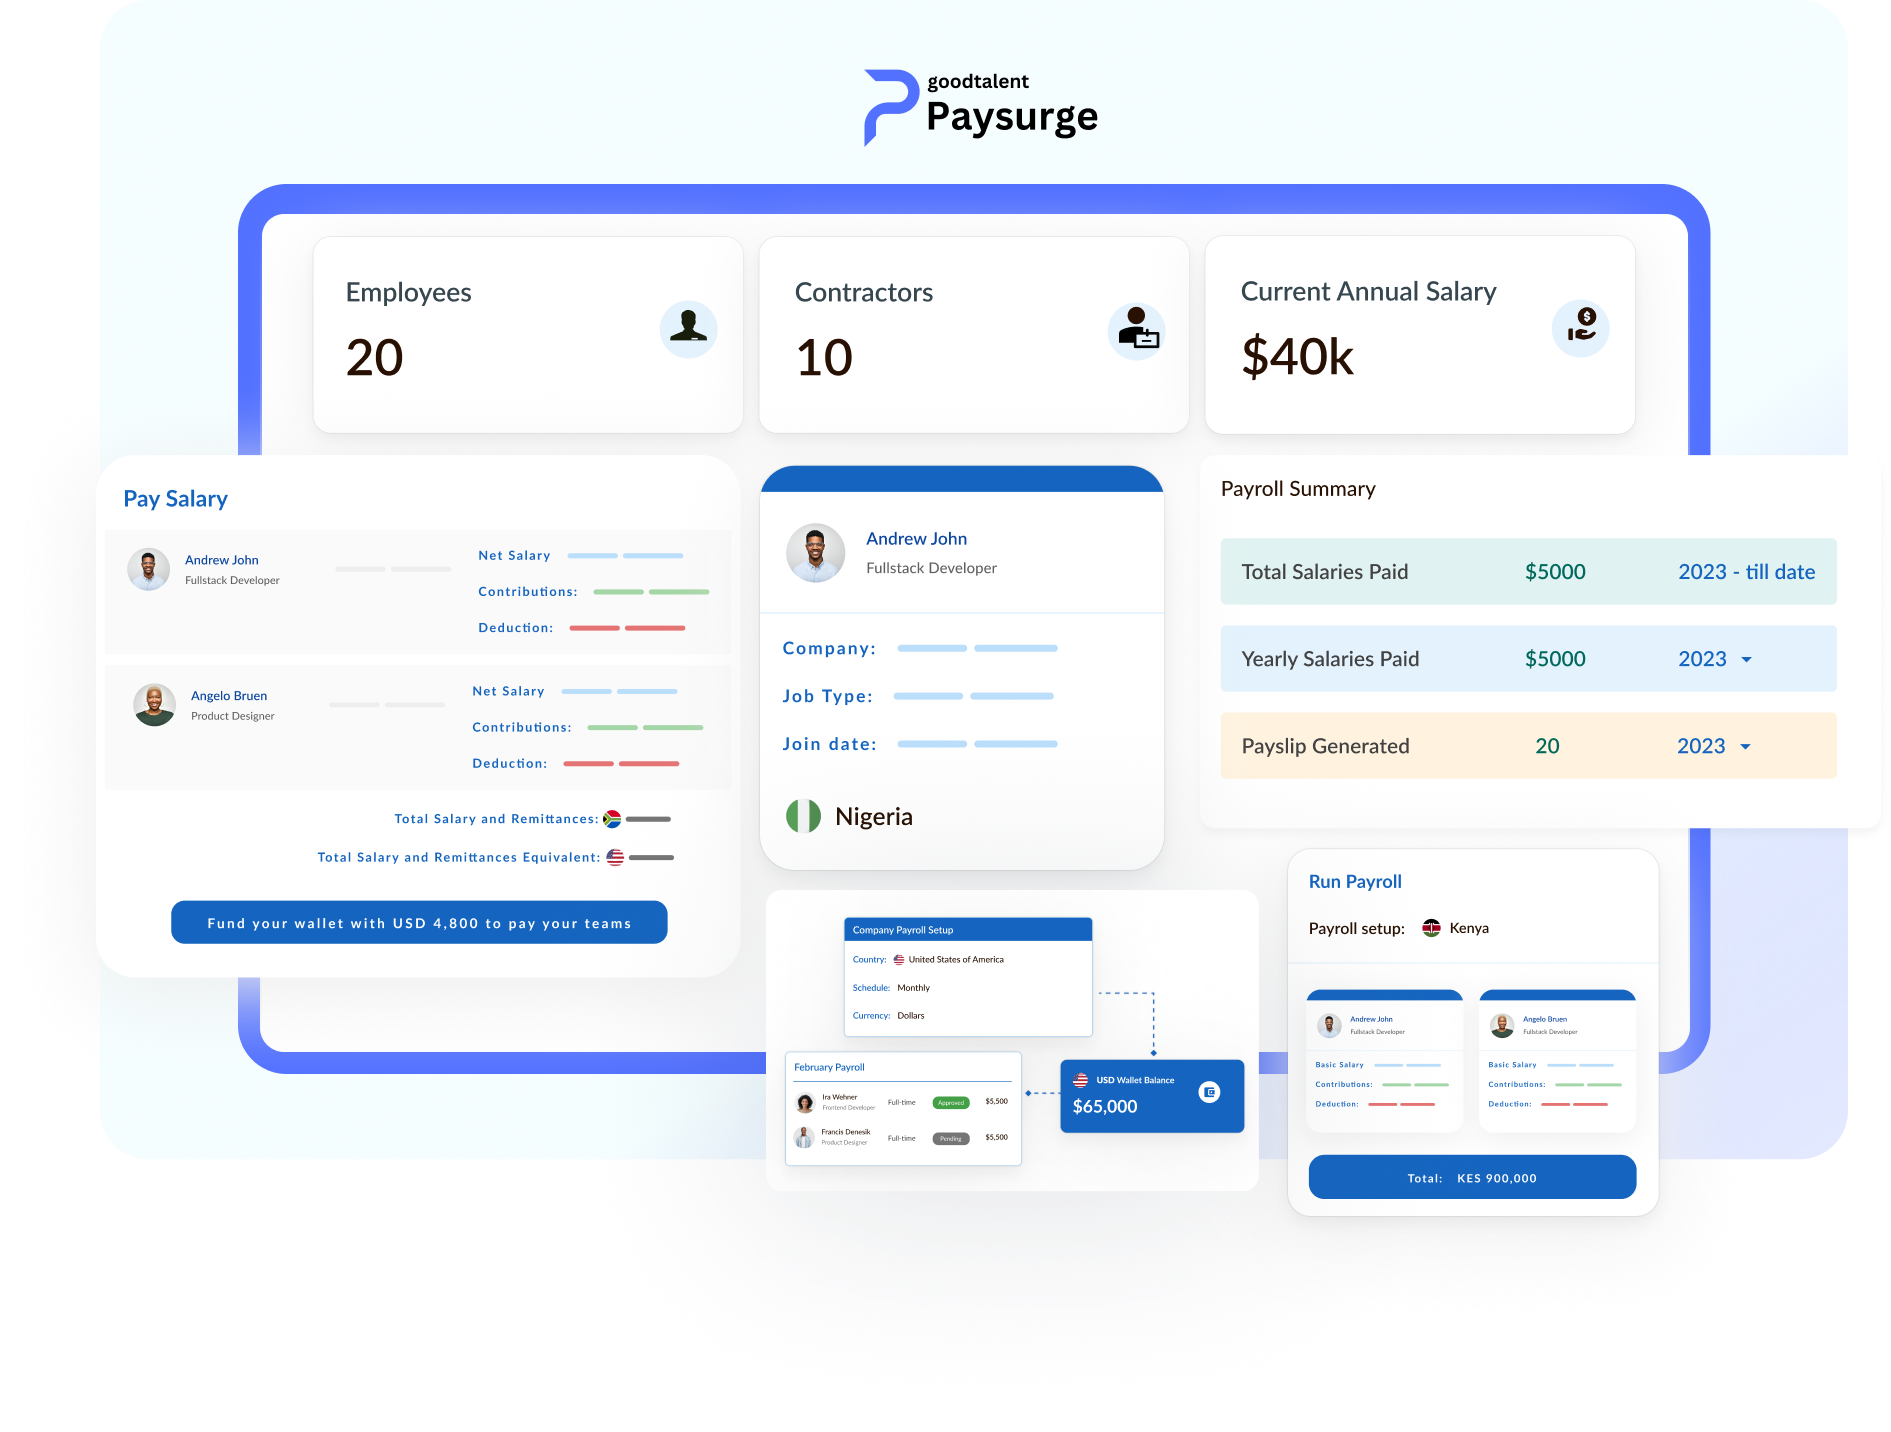 goodtalent
Paysurge
Employees
20
Contractors
10
Current Annual Salary
$40k
Pay Salary
Andrew John
Fullstack Developer
Net Salary
Contributions:
Deduction:
Angelo Bruen
Product Designer
Net Salary
Contributions:
Deduction:
Total Salary and Remittances:
Total Salary and Remittances Equivalent:
Fund your wallet with USD 4,800 to pay your teams
Andrew John
Fullstack Developer
Company:
Job Type:
Join date:
Nigeria
Payroll Summary
Total Salaries Paid $5000 2023 - till date
Yearly Salaries Paid $5000 2023
Payslip Generated 20 2023
Company Payroll Setup
Country: United States of America
Schedule: Monthly
Currency: Dollars
February Payroll
Ira Wehner
Frontend Developer
Full-time Approved $5,500
Francis Denesik
Product Designer
Full-time Pending $5,500
USD Wallet Balance
$65,000
Run Payroll
Payroll setup: Kenya
Andrew John
Fullstack Developer
Basic Salary
Contributions:
Deduction:
Angelo Bruen
Fullstack Developer
Basic Salary
Contributions:
Deduction:
Total: KES 900,000